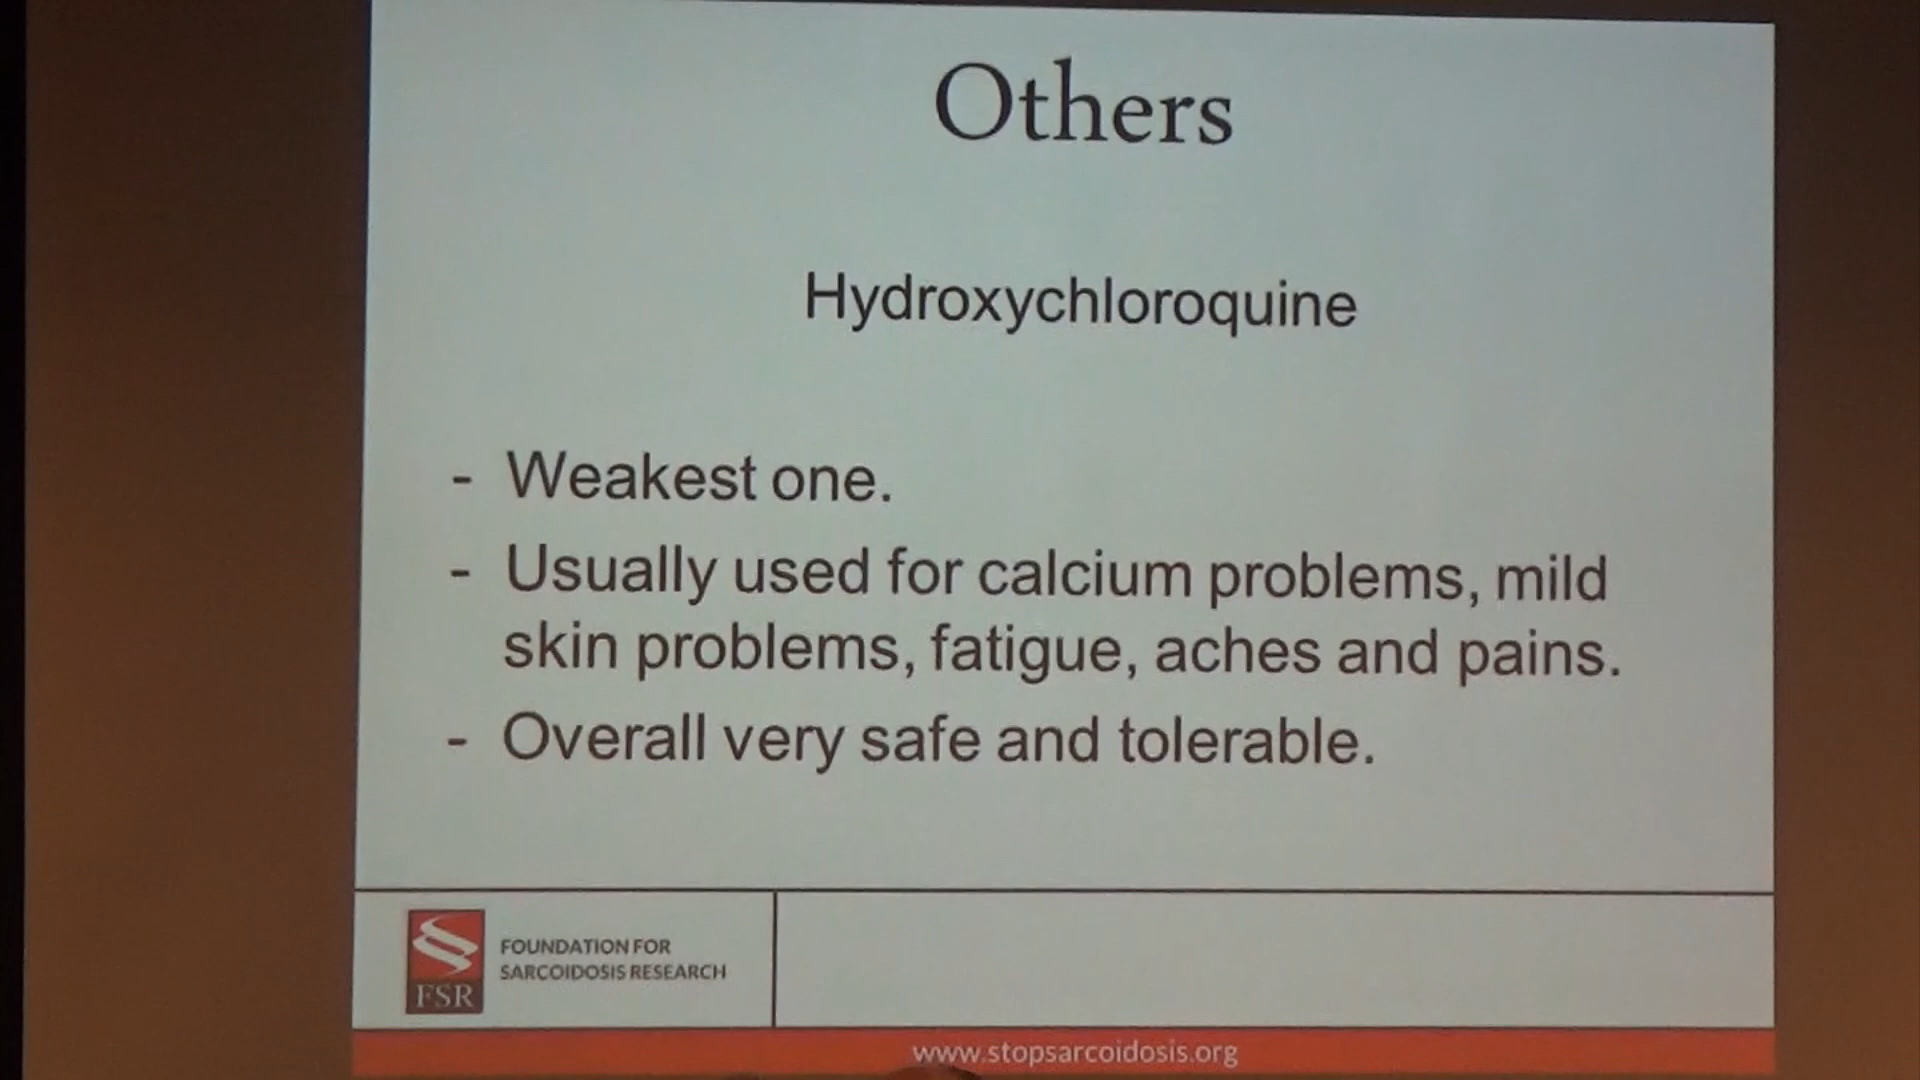 Others
Hydroxychloroquine
- Weakest one.
- Usually used for calcium problems, mild
skin problems, fatigue, aches and pains.
- Overall very safe and tolerable.
FSR
FOUNDATION FOR
SARCOIDOSIS RESEARCH
www.stopsarcoidosis.org